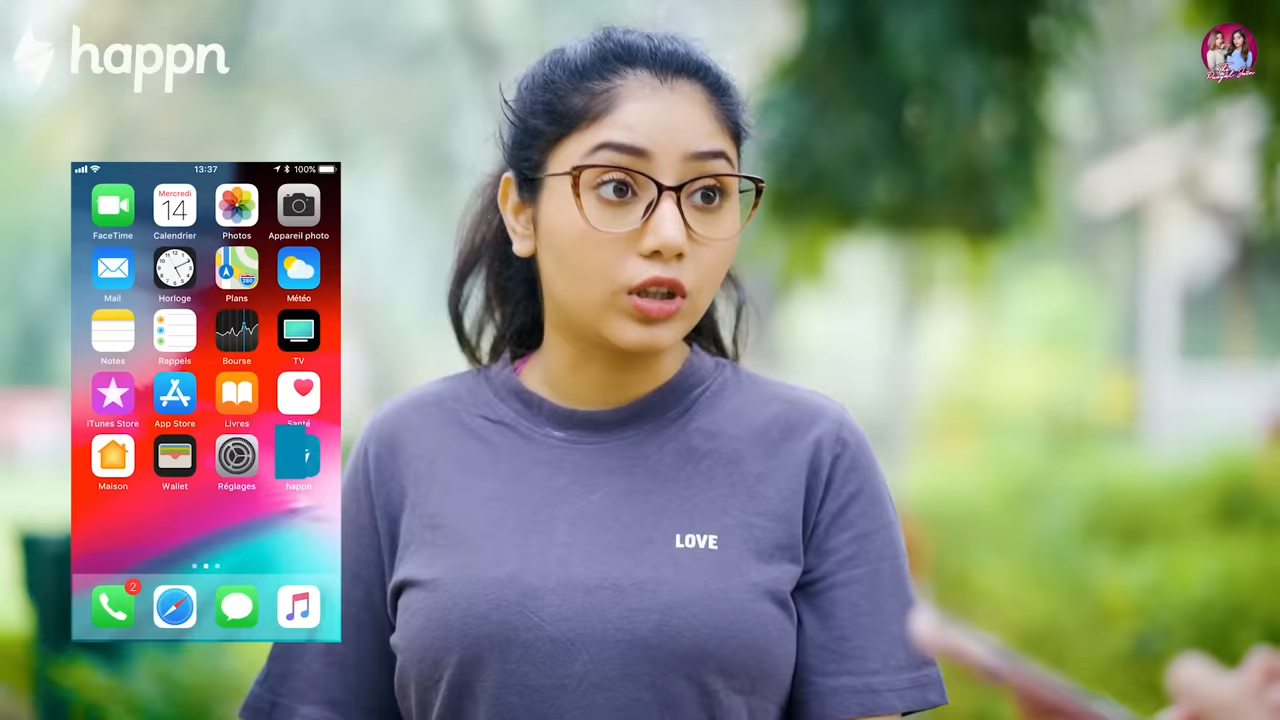 happn
13:37
100%
Mercredi
14
FaceTime
Calendrier
Photos
Appareil photo
280
Mail
Horloge
Plans
Météo
Notes
Rappels
Bourse
TV
iTunes Store
App Store
Livres
Santé
Maison
Wallet
Réglages
happn
2
LOVE